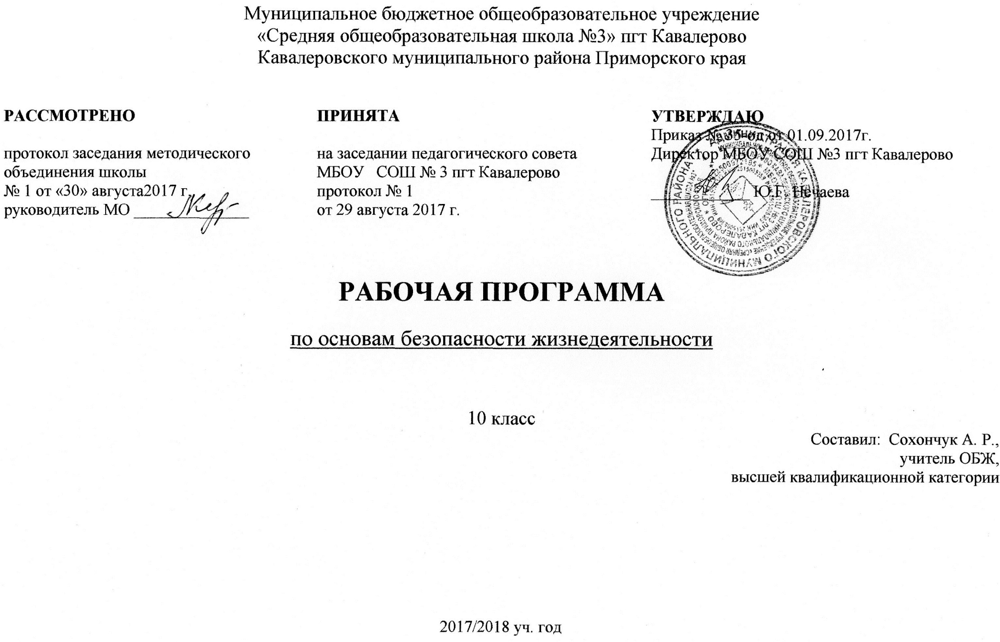 Муниципальное бюджетное общеобразовательное учреждение
«Средняя общеобразовательная школа №3» пгт Кавалерово
Кавалеровского муниципального района Приморского края
РАССМОТРЕНО
протокол заседания методического
объединения школы
№ 1 от «30» августа2017 г.
руководитель МО
ПРИНЯТА
на заседании педагогического совета
МБОУ СОШ № 3 пгт Кавалерово
протокол № 1
от 29 августа 2017 г.
УТВЕРЖДАЮ
Приказ № 35-од от 01.09.2017г.
Директор МБОУ СОШ №3 пгт Кавалерово
Ю.Г. Нечаева
АДМИНИСТРАЦИЯ КАВАЛЕРОВСКОГО МУНИЦИПАЛЬНОГО РАЙОНА
РАБОЧАЯ ПРОГРАММА
по основам безопасности жизнедеятельности
10 класс
Составил: Сохончук А. Р.,
учитель ОБЖ,
высшей квалификационной категории
2017/2018 уч. год